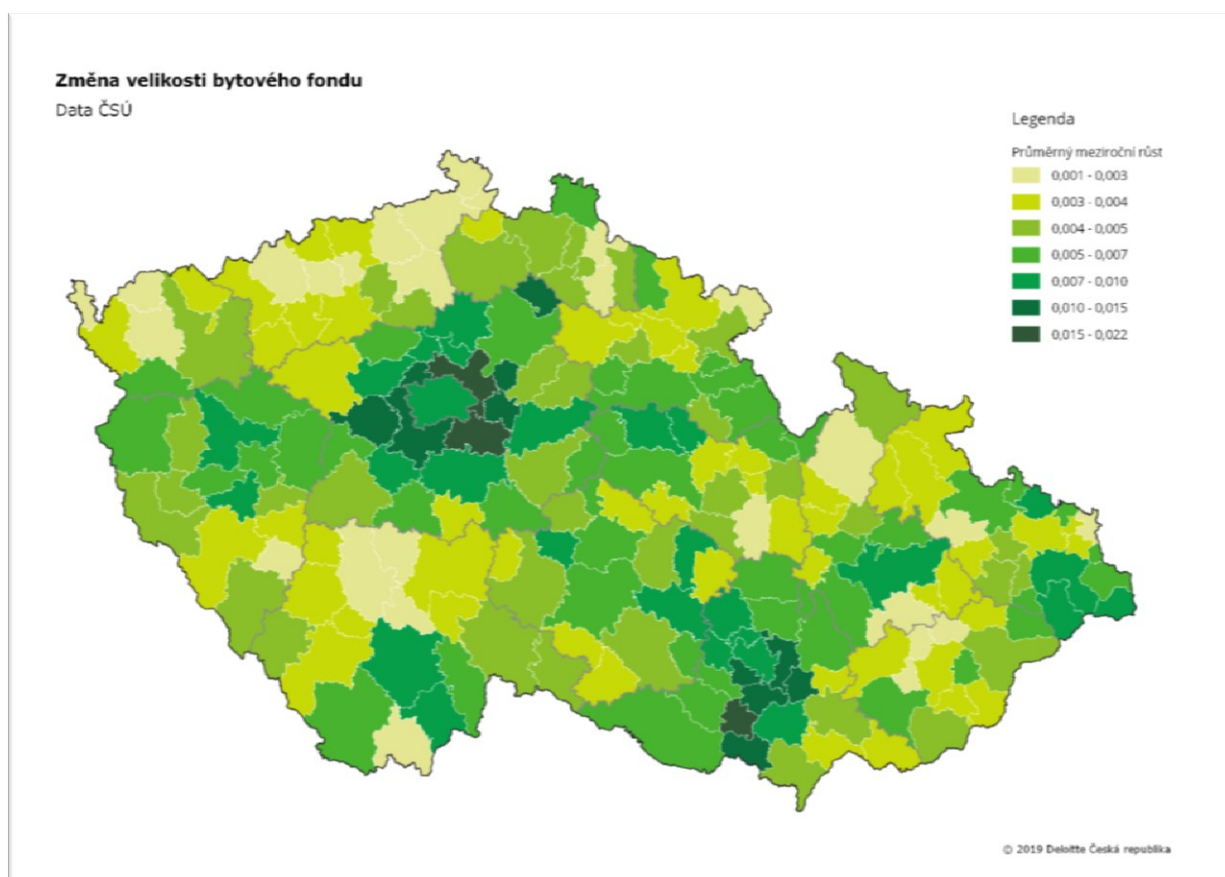 Změna velikosti bytového fondu
Data ČSÚ
Legenda
Průměrný meziroční růst
0,001 - 0,003
0,003 - 0,004
0,004 - 0,005
0,005 - 0,007
0,007 - 0,010
0,010 - 0,015
0,015 - 0,022
© 2019 Deloitte Česká republika